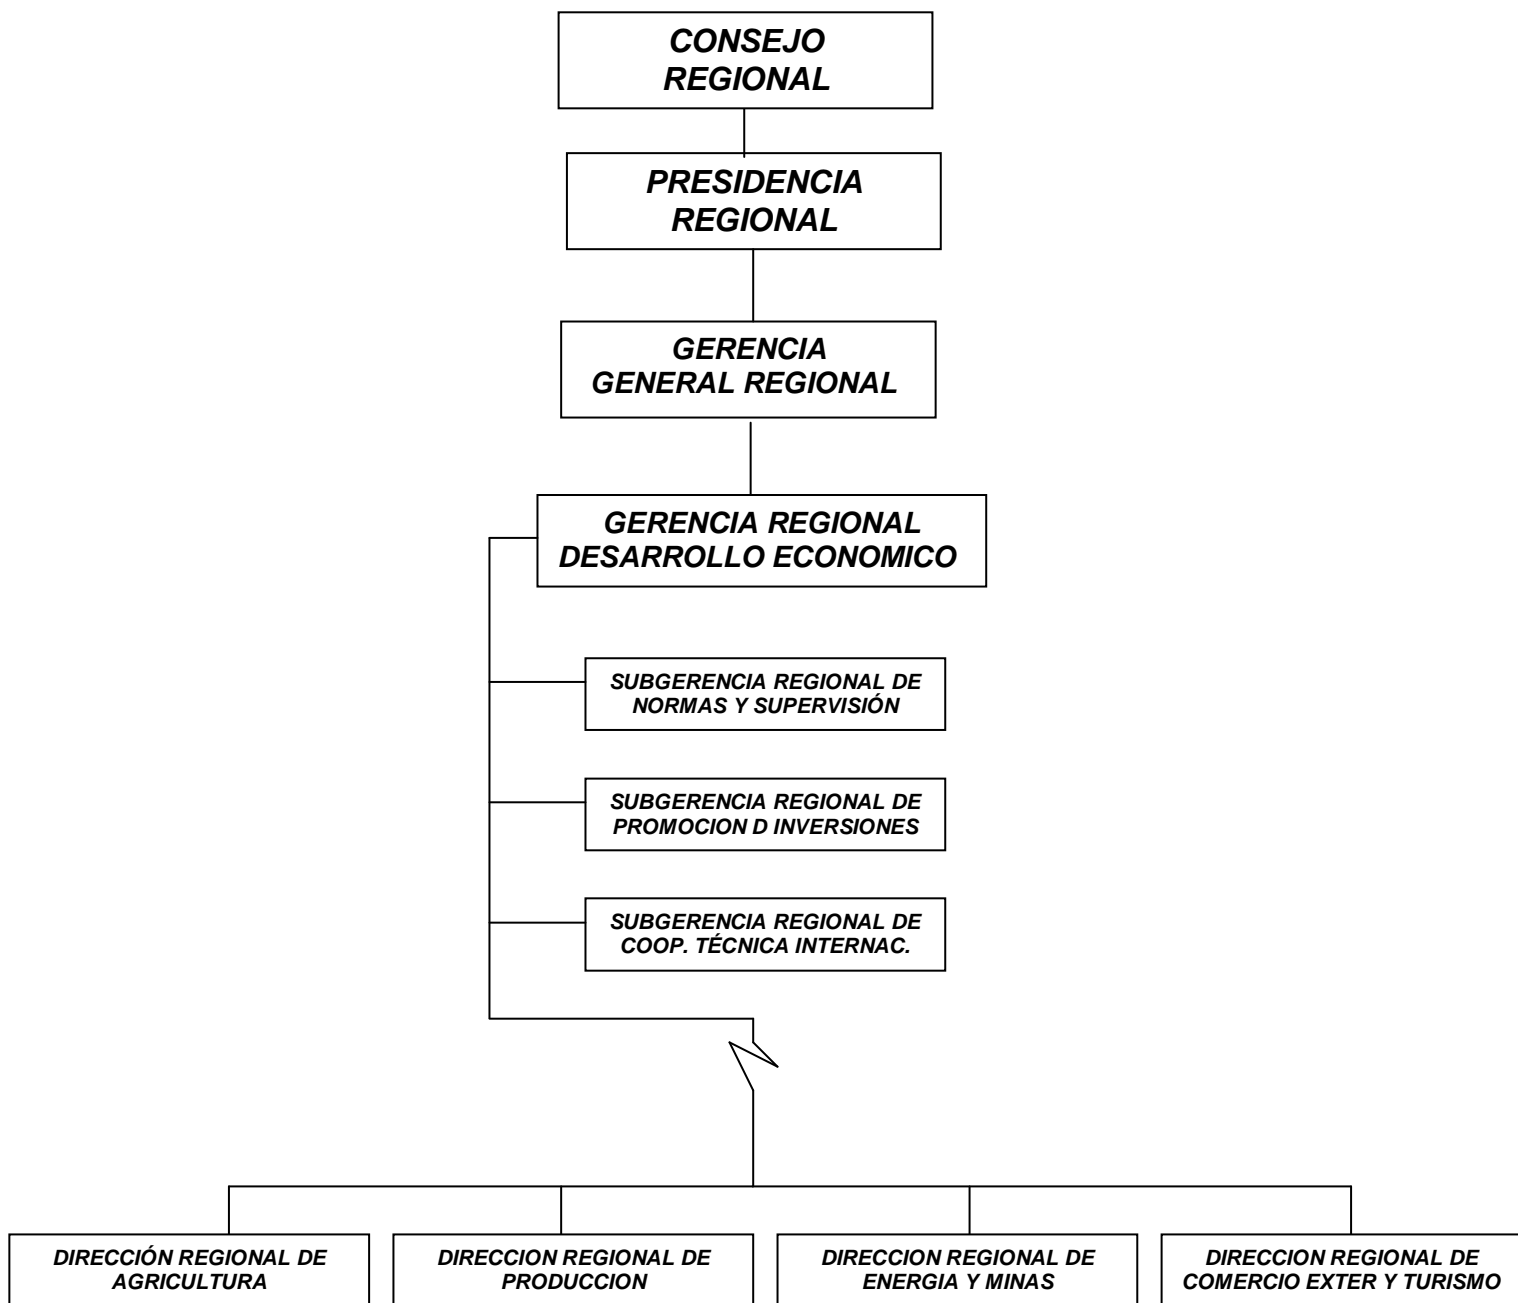 CONSEJO
REGIONAL
PRESIDENCIA
REGIONAL
GERENCIA
GENERAL REGIONAL
GERENCIA REGIONAL
DESARROLLO ECONOMICO
SUBGERENCIA REGIONAL DE
NORMAS Y SUPERVISIÓN
SUBGERENCIA REGIONAL DE
PROMOCION D INVERSIONES
SUBGERENCIA REGIONAL DE
COOP. TÉCNICA INTERNAC.
DIRECCIÓN REGIONAL DE
AGRICULTURA
DIRECCION REGIONAL DE
PRODUCCION
DIRECCION REGIONAL DE
ENERGIA Y MINAS
DIRECCION REGIONAL DE
COMERCIO EXTER Y TURISMO